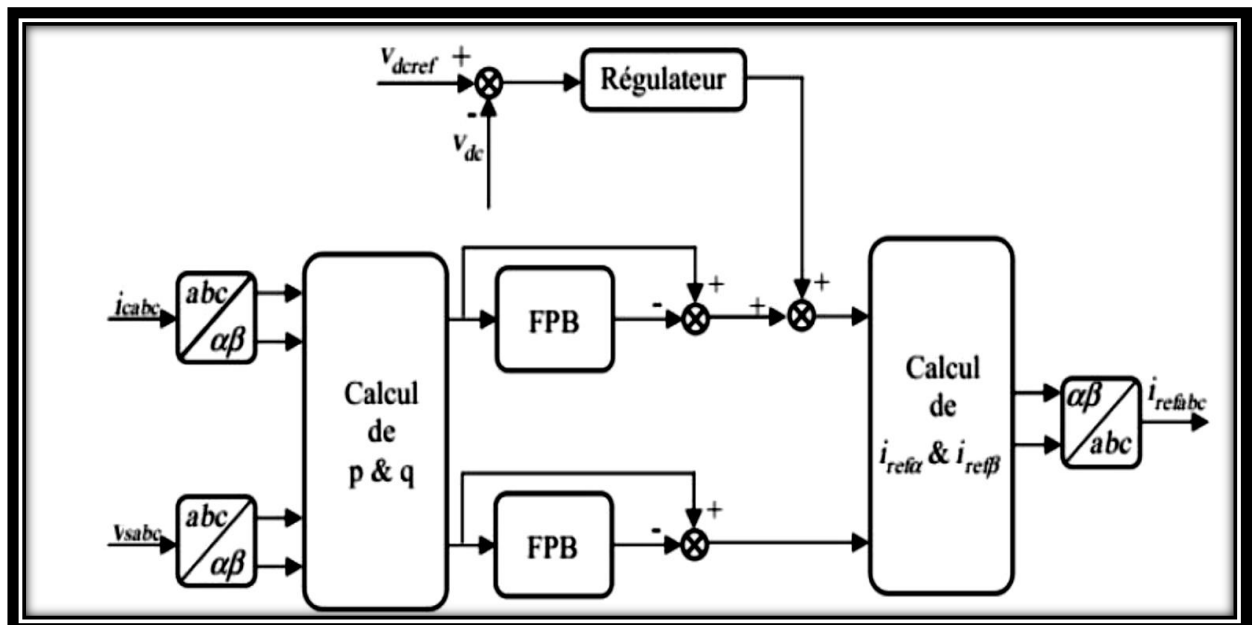 v_dcref + Régulateur
-
v_dc
i_cabc abc
αβ
- + + +
FPB
Calcul
de
p & q
Calcul
de
i_refα & i_refβ
αβ
abc
i_refabc
v_sabc abc
αβ
- +
FPB